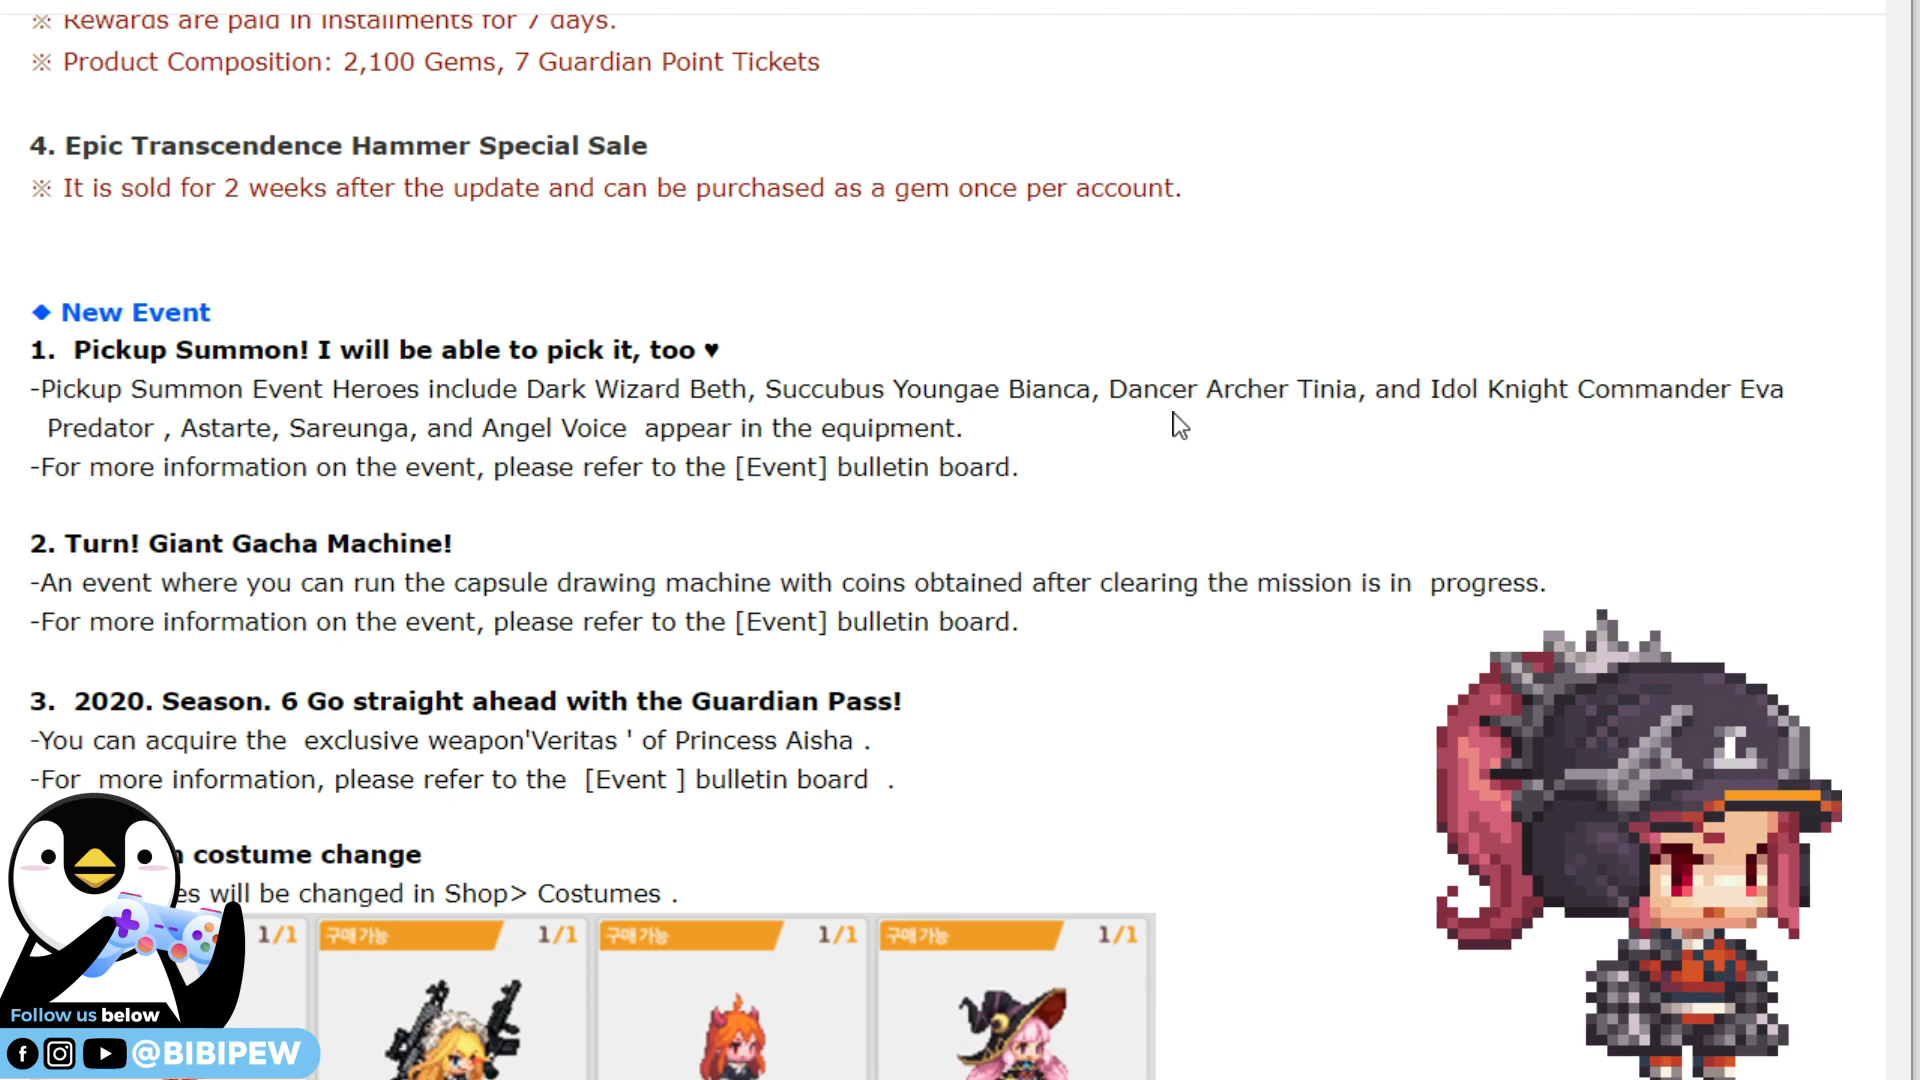 ※ Rewards are paid in installments for 7 days.
※ Product Composition: 2,100 Gems, 7 Guardian Point Tickets
4. Epic Transcendence Hammer Special Sale
※ It is sold for 2 weeks after the update and can be purchased as a gem once per account.
◆ New Event
1. Pickup Summon! I will be able to pick it, too ♥
-Pickup Summon Event Heroes include Dark Wizard Beth, Succubus Youngae Bianca, Dancer Archer Tinia, and Idol Knight Commander Eva
Predator , Astarte, Sareunga, and Angel Voice appear in the equipment.
-For more information on the event, please refer to the [Event] bulletin board.
2. Turn! Giant Gacha Machine!
-An event where you can run the capsule drawing machine with coins obtained after clearing the mission is in progress.
-For more information on the event, please refer to the [Event] bulletin board.
3. 2020. Season. 6 Go straight ahead with the Guardian Pass!
-You can acquire the exclusive weapon'Veritas ' of Princess Aisha .
-For more information, please refer to the [Event ] bulletin board .
costume change
will be changed in Shop> Costumes .
1/1 구매가능 1/1 구매가능 1/1 구매가능 1/1
Follow us below
@BIBIPEW